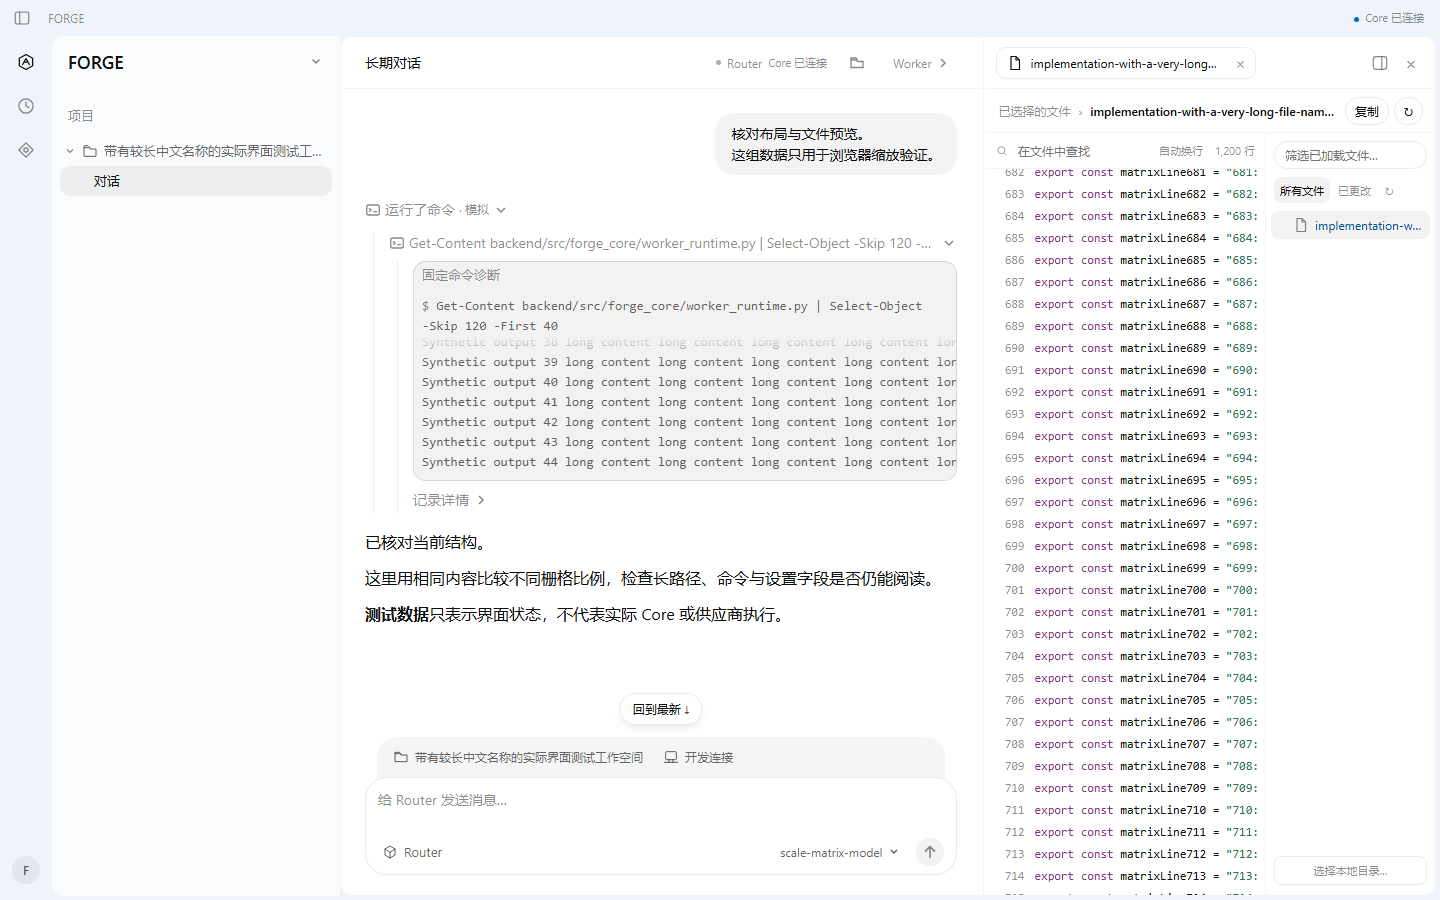 FORGE
Core 已连接
FORGE
项目
带有较长中文名称的实际界面测试工...
对话
F
长期对话
Router Core 已连接
Worker
核对布局与文件预览。
这组数据只用于浏览器缩放验证。
运行了命令 · 模拟
Get-Content backend/src/forge_core/worker_runtime.py | Select-Object -Skip 120 -...
固定命令诊断
$ Get-Content backend/src/forge_core/worker_runtime.py | Select-Object
-Skip 120 -First 40
Synthetic output 38 long content long content long content long content lon
Synthetic output 39 long content long content long content long content lon
Synthetic output 40 long content long content long content long content lon
Synthetic output 41 long content long content long content long content lon
Synthetic output 42 long content long content long content long content lon
Synthetic output 43 long content long content long content long content lon
Synthetic output 44 long content long content long content long content lon
记录详情
已核对当前结构。
这里用相同内容比较不同栅格比例，检查长路径、命令与设置字段是否仍能阅读。
测试数据只表示界面状态，不代表实际 Core 或供应商执行。
回到最新 ↓
带有较长中文名称的实际界面测试工作空间
开发连接
给 Router 发送消息...
Router
scale-matrix-model
implementation-with-a-very-long...
已选择的文件 › implementation-with-a-very-long-file-nam...
复制
在文件中查找
自动换行
1,200 行
682 export const matrixLine681 = "681:
683 export const matrixLine682 = "682:
684 export const matrixLine683 = "683:
685 export const matrixLine684 = "684:
686 export const matrixLine685 = "685:
687 export const matrixLine686 = "686:
688 export const matrixLine687 = "687:
689 export const matrixLine688 = "688:
690 export const matrixLine689 = "689:
691 export const matrixLine690 = "690:
692 export const matrixLine691 = "691:
693 export const matrixLine692 = "692:
694 export const matrixLine693 = "693:
695 export const matrixLine694 = "694:
696 export const matrixLine695 = "695:
697 export const matrixLine696 = "696:
698 export const matrixLine697 = "697:
699 export const matrixLine698 = "698:
700 export const matrixLine699 = "699:
701 export const matrixLine700 = "700:
702 export const matrixLine701 = "701:
703 export const matrixLine702 = "702:
704 export const matrixLine703 = "703:
705 export const matrixLine704 = "704:
706 export const matrixLine705 = "705:
707 export const matrixLine706 = "706:
708 export const matrixLine707 = "707:
709 export const matrixLine708 = "708:
710 export const matrixLine709 = "709:
711 export const matrixLine710 = "710:
712 export const matrixLine711 = "711:
713 export const matrixLine712 = "712:
714 export const matrixLine713 = "713:
筛选已加载文件...
所有文件
已更改
implementation-w...
选择本地目录...